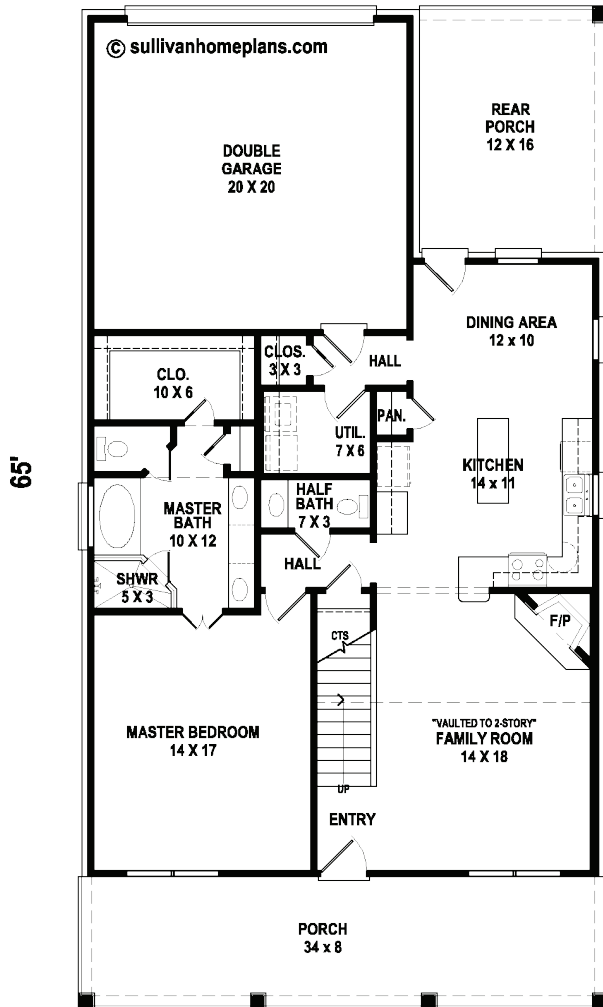 © sullivanhomeplans.com
REAR
PORCH
12 X 16
DOUBLE
GARAGE
20 X 20
DINING AREA
12 x 10
CLOS.
3 X 3
HALL
CLO.
10 X 6
PAN.
UTIL.
7 X 6
65'
KITCHEN
14 x 11
HALF
BATH
7 X 3
MASTER
BATH
10 X 12
HALL
SHWR
5 X 3
F/P
CTS
"VAULTED TO 2-STORY"
FAMILY ROOM
14 X 18
MASTER BEDROOM
14 X 17
UP
ENTRY
PORCH
34 x 8